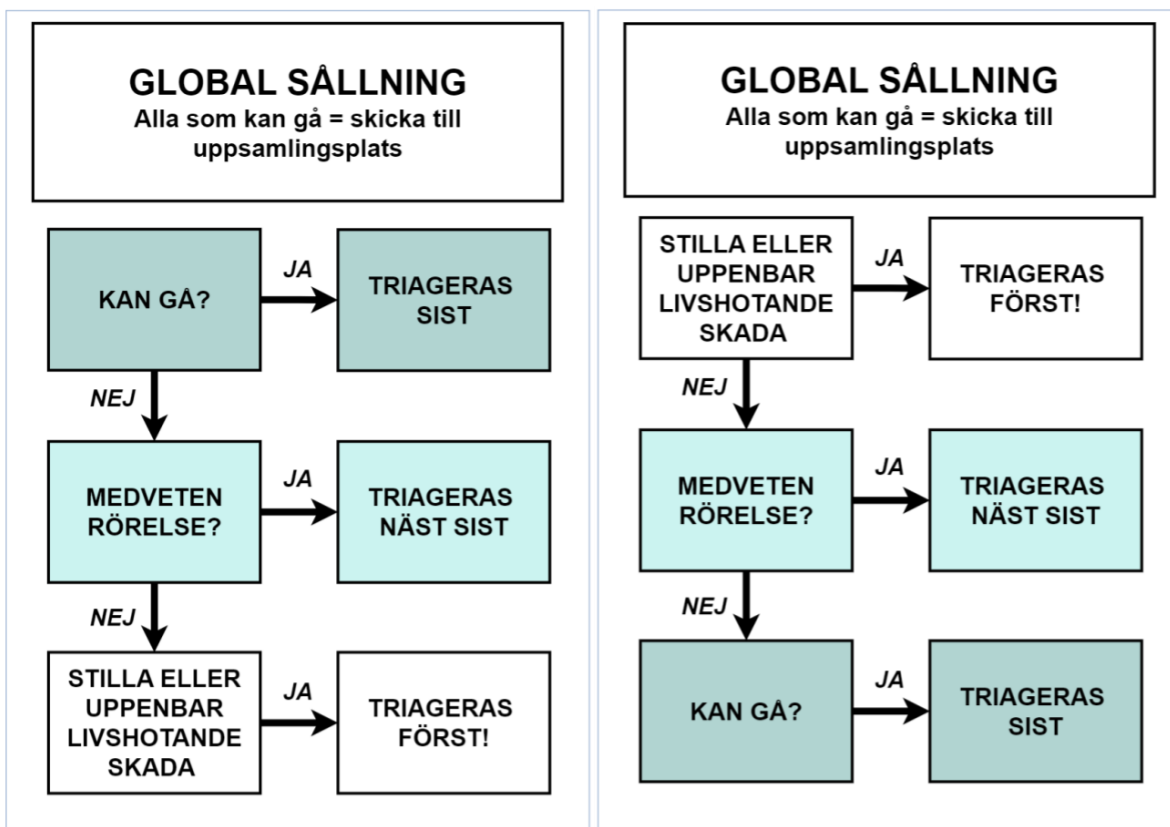 GLOBAL SÅLLNING
Alla som kan gå = skicka till
uppsamlingsplats
KAN GÅ?
JA
TRIAGERAS
SIST
NEJ
MEDVETEN
RÖRELSE?
JA
TRIAGERAS
NÄST SIST
NEJ
STILLA ELLER
UPPENBAR
LIVSHOTANDE
SKADA
JA
TRIAGERAS
FÖRST!
GLOBAL SÅLLNING
Alla som kan gå = skicka till
uppsamlingsplats
STILLA ELLER
UPPENBAR
LIVSHOTANDE
SKADA
JA
TRIAGERAS
FÖRST!
NEJ
MEDVETEN
RÖRELSE?
JA
TRIAGERAS
NÄST SIST
NEJ
KAN GÅ?
JA
TRIAGERAS
SIST